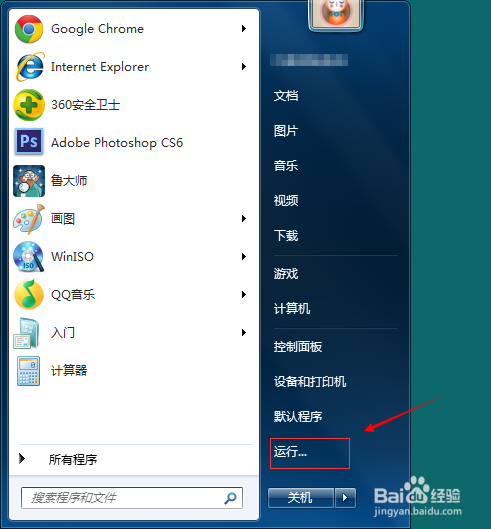 Google Chrome
Internet Explorer
360安全卫士
Adobe Photoshop CS6
Ps
鲁大师
画图
WinISO
ISO
QQ音乐
入门
计算器
所有程序
搜索程序和文件
文档
图片
音乐
视频
下载
游戏
计算机
控制面板
设备和打印机
默认程序
运行...
关机
Baidu经验
jingyan.baidu.com